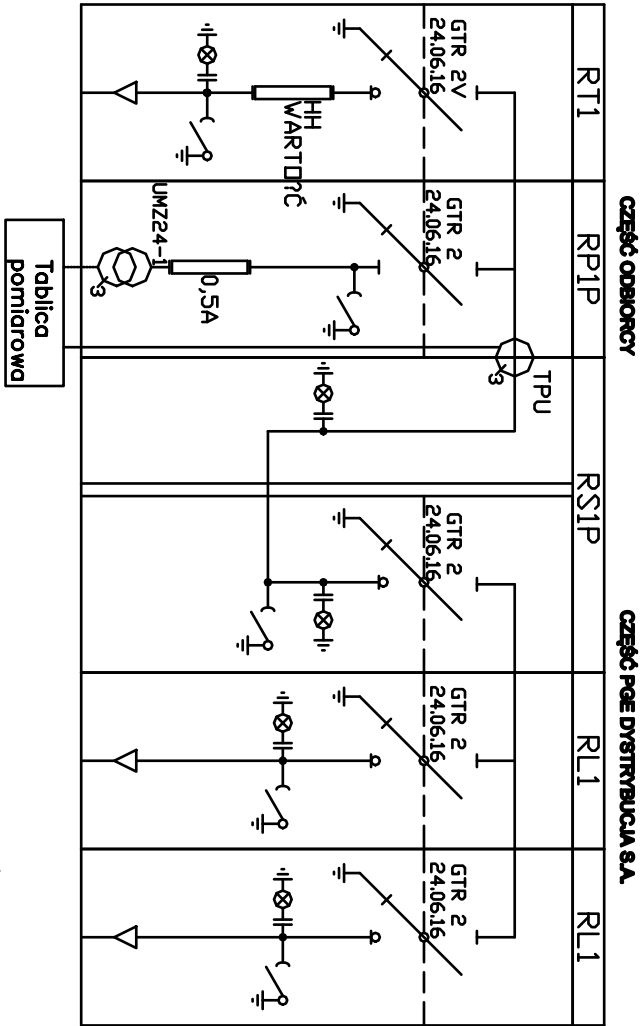 CZĘŚĆ ODBIORCY
CZĘŚĆ PGE DYSTRYBUCJA S.A.
RT1
RP1P
RS1P
RL1
RL1
GTR 2V
24.06.16
GTR 2
24.06.16
GTR 2
24.06.16
GTR 2
24.06.16
GTR 2
24.06.16
TPU
3
HH
WARTO□?Ć
0,5A
UMZ24-1
3
Tablica
pomiarowa